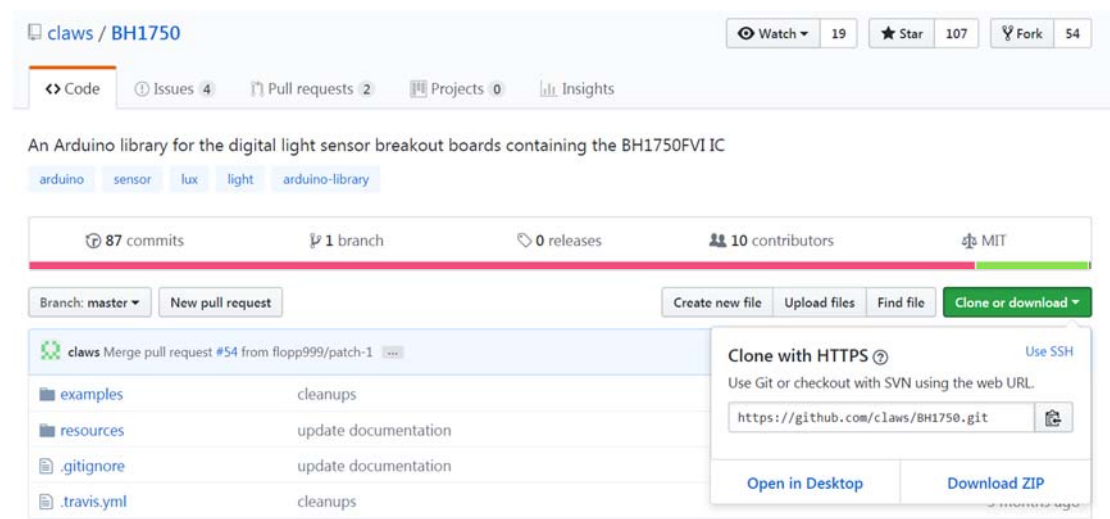 claws / BH1750
Watch 19 Star 107 Fork 54
Code Issues 4 Pull requests 2 Projects 0 Insights
An Arduino library for the digital light sensor breakout boards containing the BH1750FVI IC
arduino sensor lux light arduino-library
87 commits 1 branch 0 releases 10 contributors MIT
Branch: master New pull request Create new file Upload files Find file Clone or download
claws Merge pull request #54 from flopp999/patch-1 ...
Clone with HTTPS Use SSH
Use Git or checkout with SVN using the web URL.
https://github.com/claws/BH1750.git
Open in Desktop Download ZIP
examples cleanups
resources update documentation
.gitignore update documentation
.travis.yml cleanups
months ago